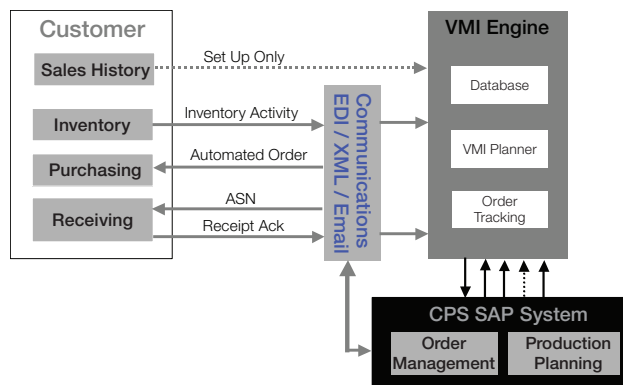 Customer
VMI Engine
Sales History
Set Up Only
Database
Inventory
Inventory Activity
Communications
EDI / XML / Email
VMI Planner
Purchasing
Automated Order
Receiving
ASN
Receipt Ack
Order
Tracking
CPS SAP System
Order
Management
Production
Planning